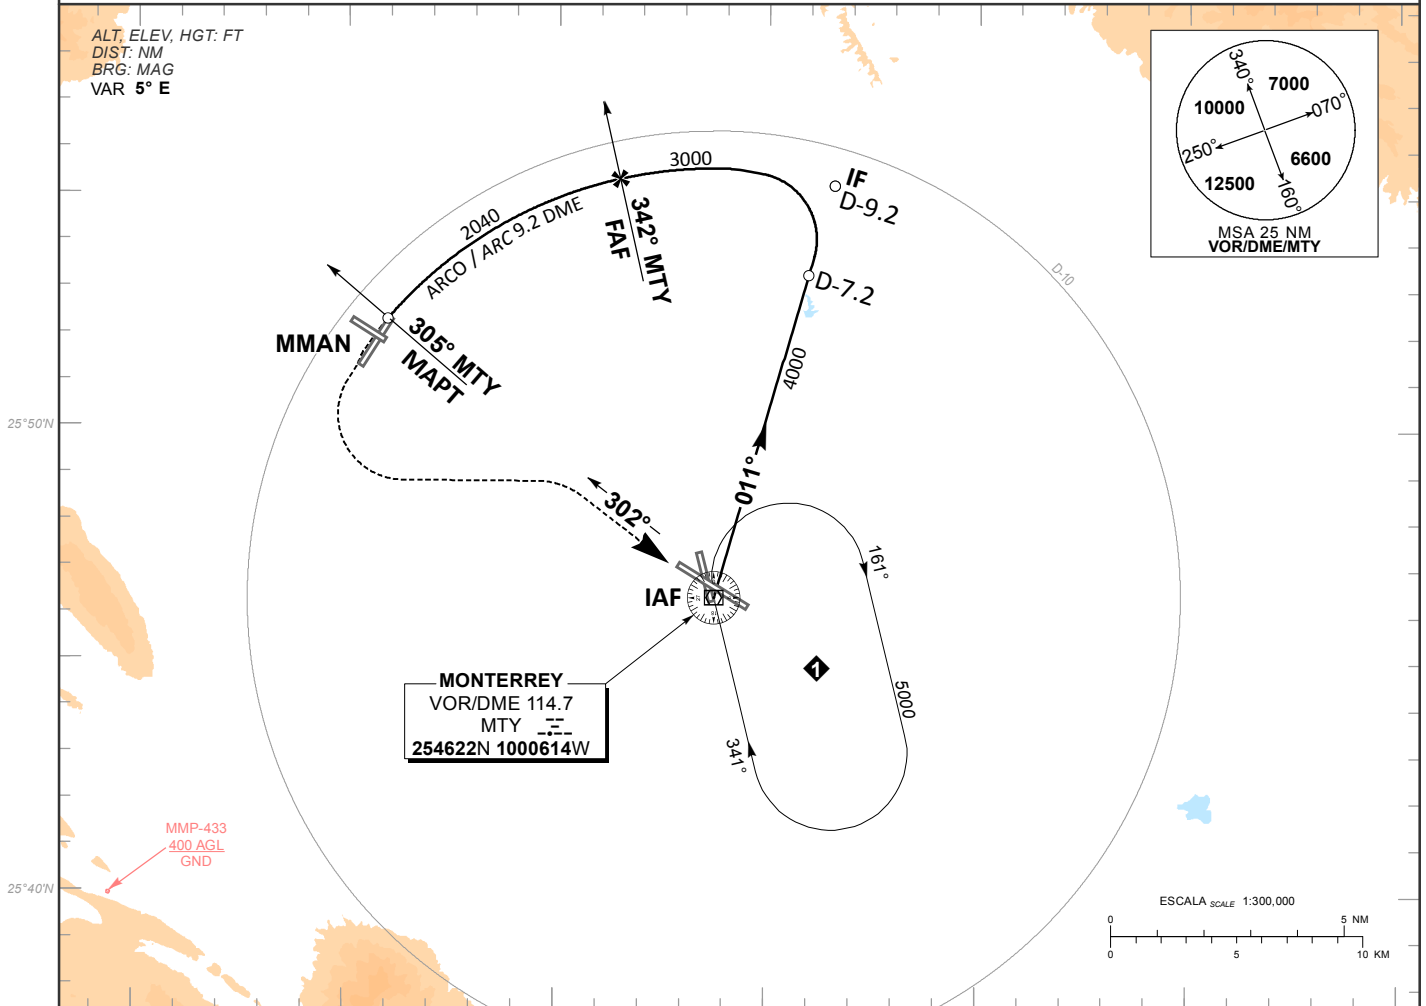 ALT, ELEV, HGT: FT
DIST: NM
BRG: MAG
VAR 5° E
340°
7000
10000
070°
250°
6600
12500
160°
MSA 25 NM
VOR/DME/MTY
3000
IF
D-9.2
2040
ARCO / ARC 9.2 DME
342° MTY
FAF
D-10
D-7.2
MMAN
305° MTY
MAPT
4000
25°50'N
011°
302°
161°
IAF
1
MONTERREY
VOR/DME 114.7
MTY
254622N 1000614W
5000
341°
MMP-433
400 AGL
GND
25°40'N
ESCALA SCALE 1:300,000
0 5 NM
0 5 10 KM